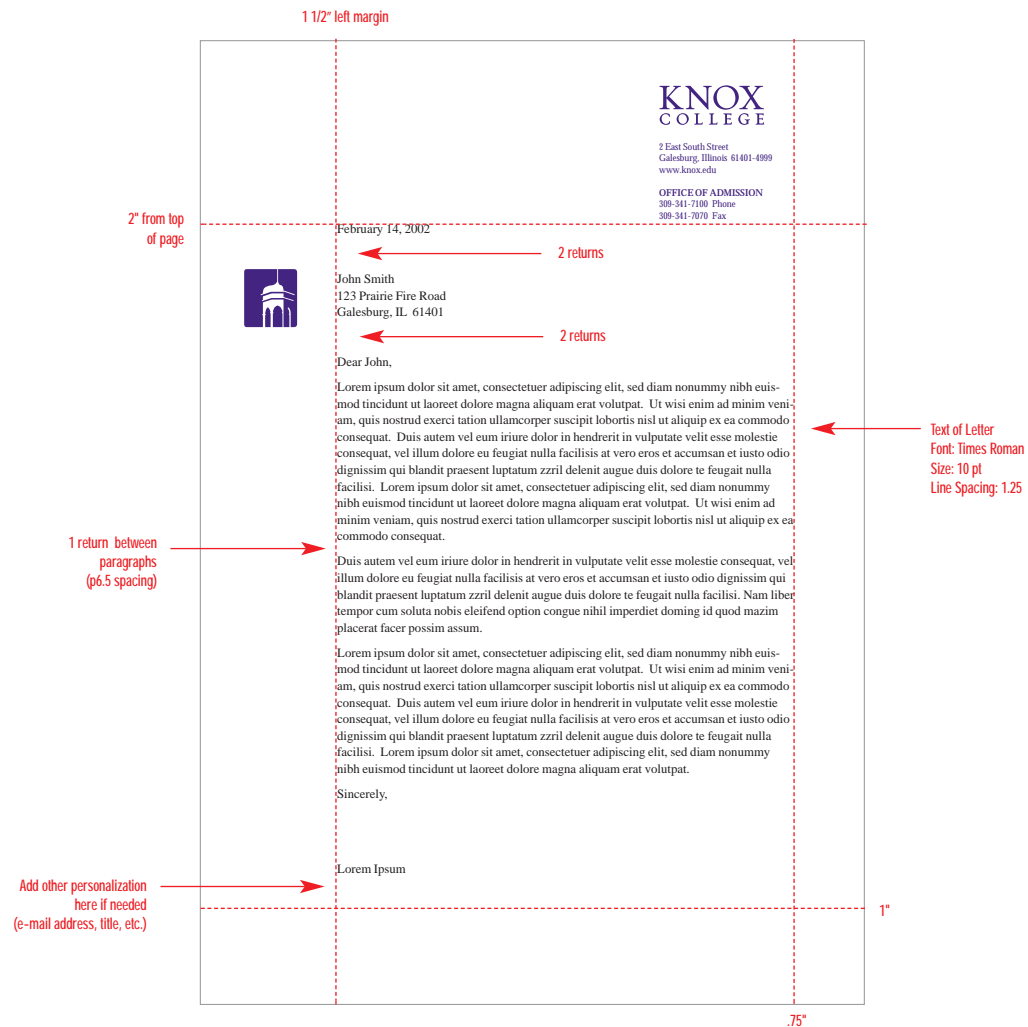 1 1/2" left margin
KNOX
COLLEGE
2 East South Street
Galesburg, Illinois 61401-4999
www.knox.edu
OFFICE OF ADMISSION
309-341-7100 Phone
309-341-7070 Fax
2" from top
of page
February 14, 2002
2 returns
John Smith
123 Prairie Fire Road
Galesburg, IL 61401
2 returns
Dear John,
Lorem ipsum dolor sit amet, consectetuer adipiscing elit, sed diam nonummy nibh euis-
mod tincidunt ut laoreet dolore magna aliquam erat volutpat. Ut wisi enim ad minim veni-
am, quis nostrud exerci tation ullamcorper suscipit lobortis nisl ut aliquip ex ea commodo
consequat. Duis autem vel eum iriure dolor in hendrerit in vulputate velit esse molestie
consequat, vel illum dolore eu feugiat nulla facilisis at vero eros et accumsan et iusto odio
dignissim qui blandit praesent luptatum zzril delenit augue duis dolore te feugait nulla
facilisi. Lorem ipsum dolor sit amet, consectetuer adipiscing elit, sed diam nonummy
nibh euismod tincidunt ut laoreet dolore magna aliquam erat volutpat. Ut wisi enim ad
minim veniam, quis nostrud exerci tation ullamcorper suscipit lobortis nisl ut aliquip ex ea
commodo consequat.
Text of Letter
Font: Times Roman
Size: 10 pt
Line Spacing: 1.25
1 return between
paragraphs
(p6.5 spacing)
Duis autem vel eum iriure dolor in hendrerit in vulputate velit esse molestie consequat, vel
illum dolore eu feugiat nulla facilisis at vero eros et accumsan et iusto odio dignissim qui
blandit praesent luptatum zzril delenit augue duis dolore te feugait nulla facilisi. Nam liber
tempor cum soluta nobis eleifend option congue nihil imperdiet doming id quod mazim
placerat facer possim assum.
Lorem ipsum dolor sit amet, consectetuer adipiscing elit, sed diam nonummy nibh euis-
mod tincidunt ut laoreet dolore magna aliquam erat volutpat. Ut wisi enim ad minim veni-
am, quis nostrud exerci tation ullamcorper suscipit lobortis nisl ut aliquip ex ea commodo
consequat. Duis autem vel eum iriure dolor in hendrerit in vulputate velit esse molestie
consequat, vel illum dolore eu feugiat nulla facilisis at vero eros et accumsan et iusto odio
dignissim qui blandit praesent luptatum zzril delenit augue duis dolore te feugait nulla
facilisi. Lorem ipsum dolor sit amet, consectetuer adipiscing elit, sed diam nonummy
nibh euismod tincidunt ut laoreet dolore magna aliquam erat volutpat.
Sincerely,
Lorem Ipsum
Add other personalization
here if needed
(e-mail address, title, etc.)
1"
.75"